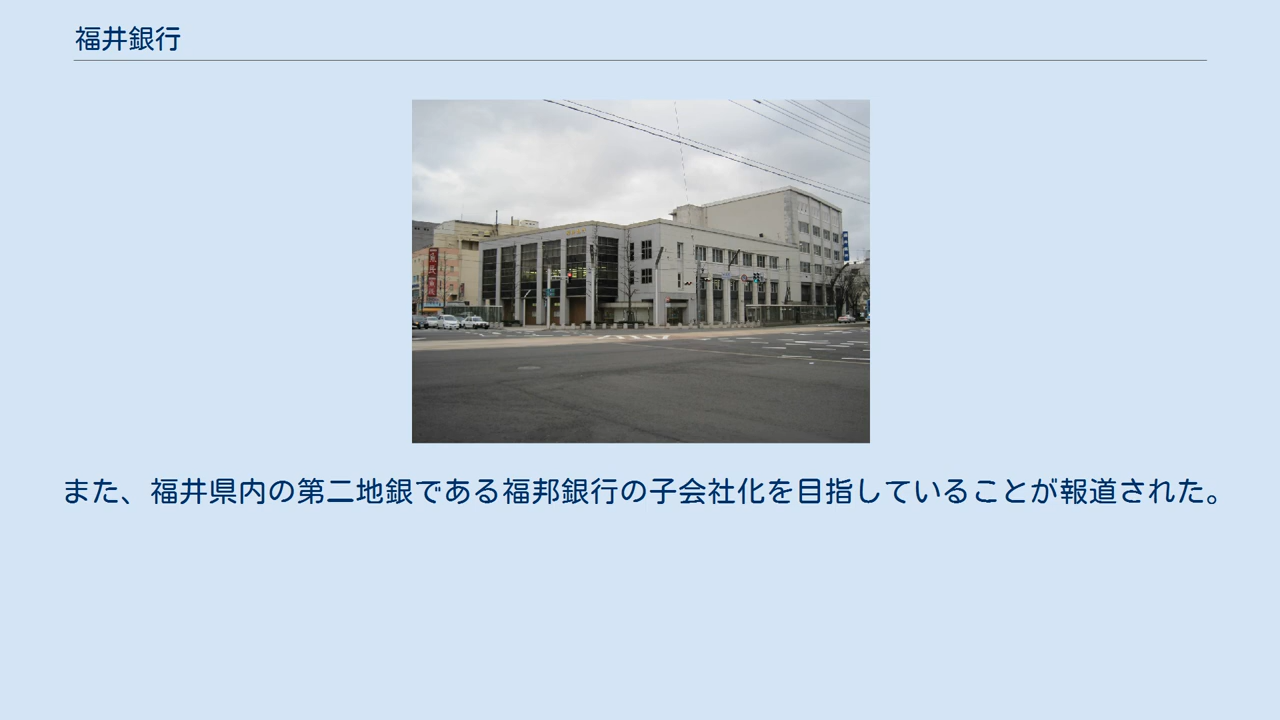 福井銀行
また、福井県内の第二地銀である福邦銀行の子会社化を目指していることが報道された。